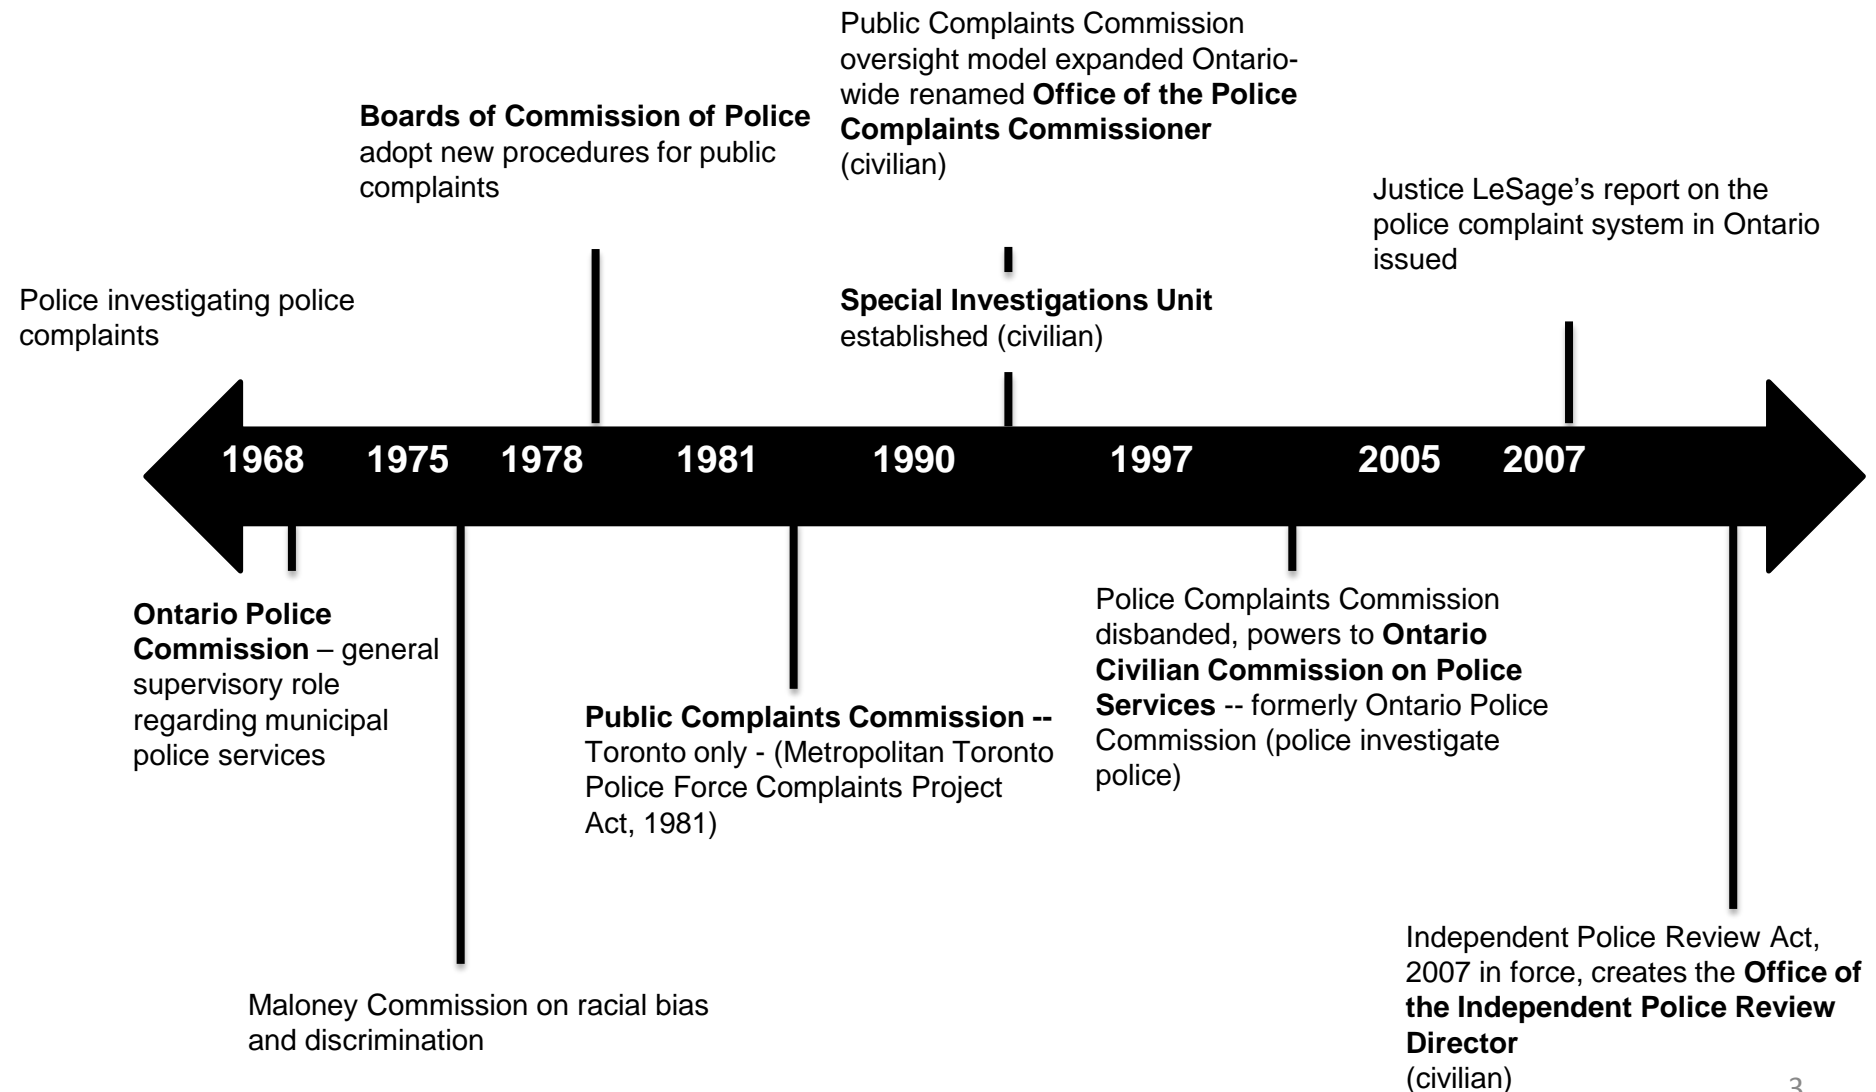 Public Complaints Commission
oversight model expanded Ontario-
wide renamed Office of the Police
Complaints Commissioner
(civilian)
Boards of Commission of Police
adopt new procedures for public
complaints
Justice LeSage’s report on the
police complaint system in Ontario
issued
Police investigating police
complaints
Special Investigations Unit
established (civilian)
1968 1975 1978 1981 1990 1997 2005 2007
Ontario Police
Commission – general
supervisory role
regarding municipal
police services
Public Complaints Commission --
Toronto only - (Metropolitan Toronto
Police Force Complaints Project
Act, 1981)
Police Complaints Commission
disbanded, powers to Ontario
Civilian Commission on Police
Services -- formerly Ontario Police
Commission (police investigate
police)
Maloney Commission on racial bias
and discrimination
Independent Police Review Act,
2007 in force, creates the Office of
the Independent Police Review
Director
(civilian)
3